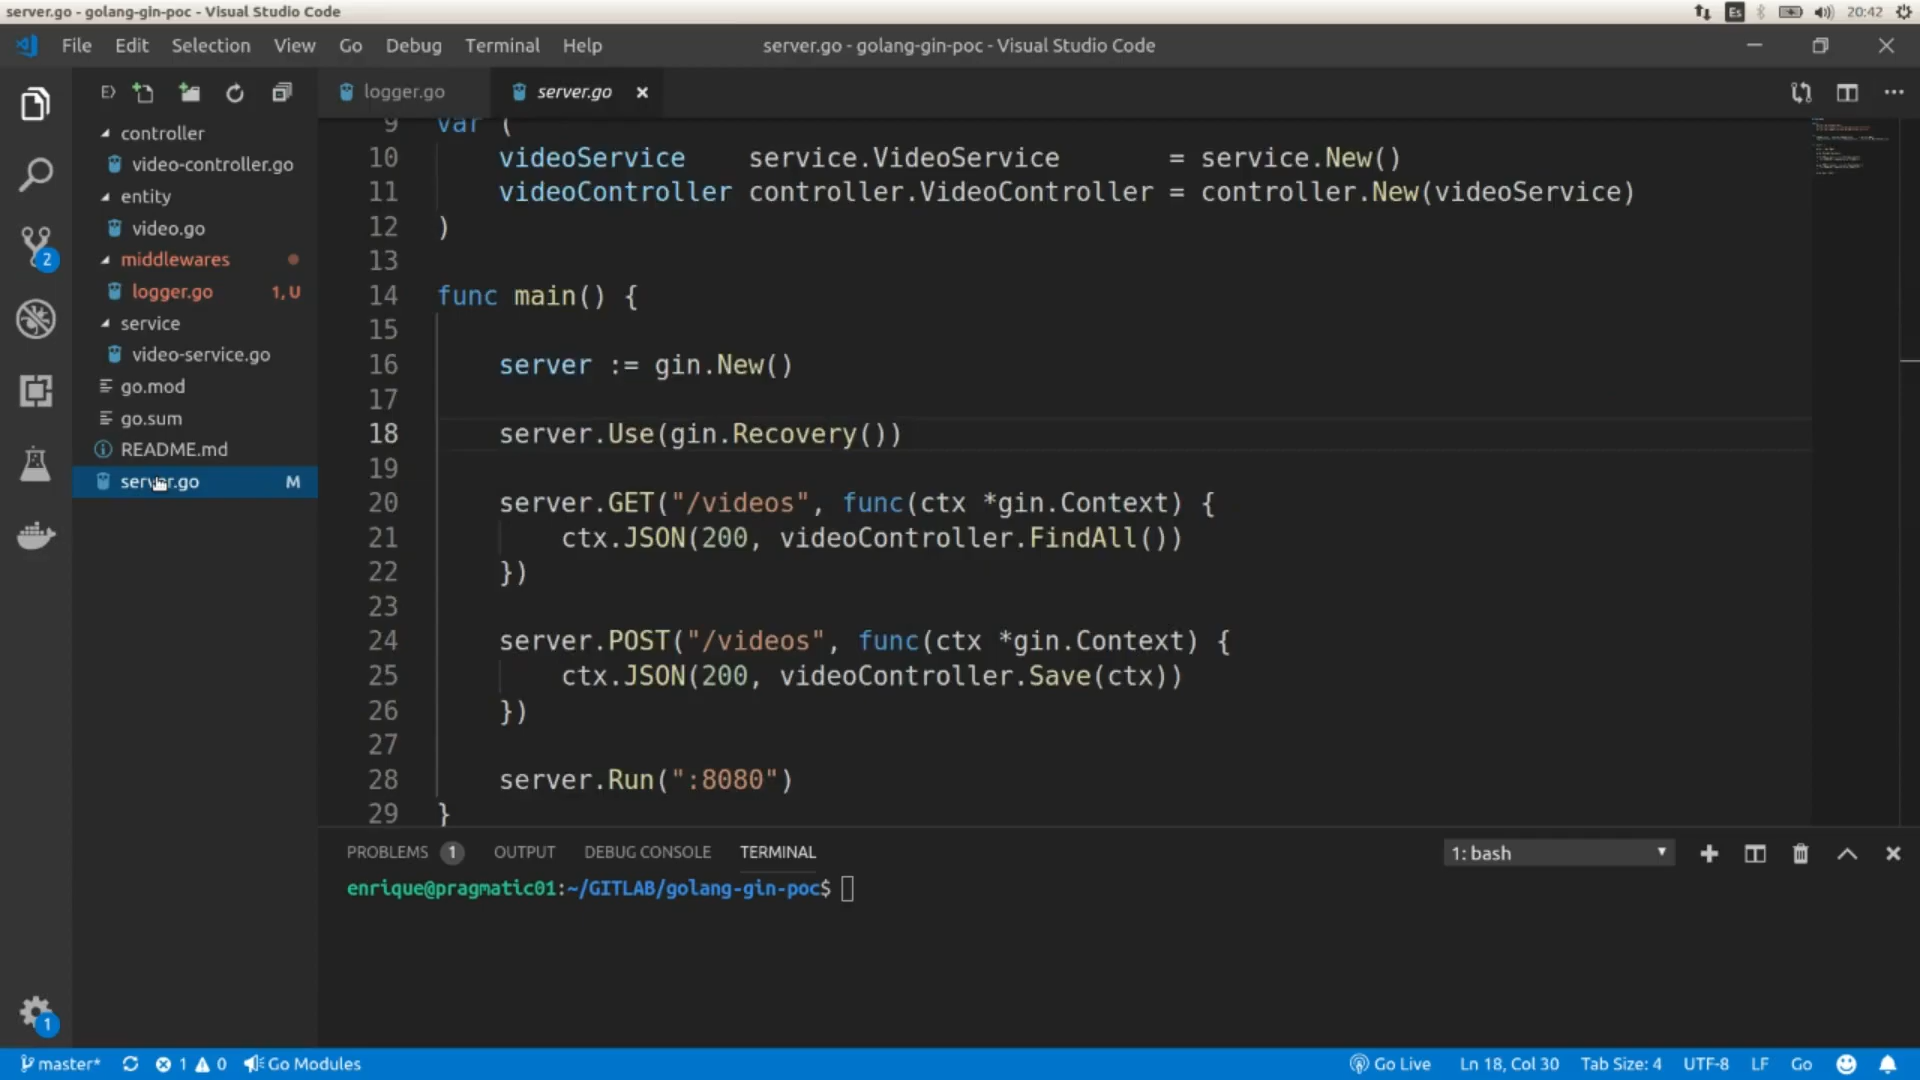 server.go - golang-gin-poc - Visual Studio Code
Es
20:42
File Edit Selection View Go Debug Terminal Help
server.go - golang-gin-poc - Visual Studio Code
logger.go
server.go
controller
video-controller.go
entity
video.go
middlewares
logger.go 1, U
service
video-service.go
go.mod
go.sum
README.md
server.go M
2
1
9 var (
10 videoService service.VideoService = service.New()
11 videoController controller.VideoController = controller.New(videoService)
12 )
13
14 func main() {
15
16 server := gin.New()
17
18 server.Use(gin.Recovery())
19
20 server.GET("/videos", func(ctx *gin.Context) {
21 ctx.JSON(200, videoController.FindAll())
22 })
23
24 server.POST("/videos", func(ctx *gin.Context) {
25 ctx.JSON(200, videoController.Save(ctx))
26 })
27
28 server.Run(":8080")
29 }
PROBLEMS 1 OUTPUT DEBUG CONSOLE TERMINAL
1: bash
enrique@pragmatic01:~/GITLAB/golang-gin-poc$
master* 1 0 Go Modules
Go Live Ln 18, Col 30 Tab Size: 4 UTF-8 LF Go